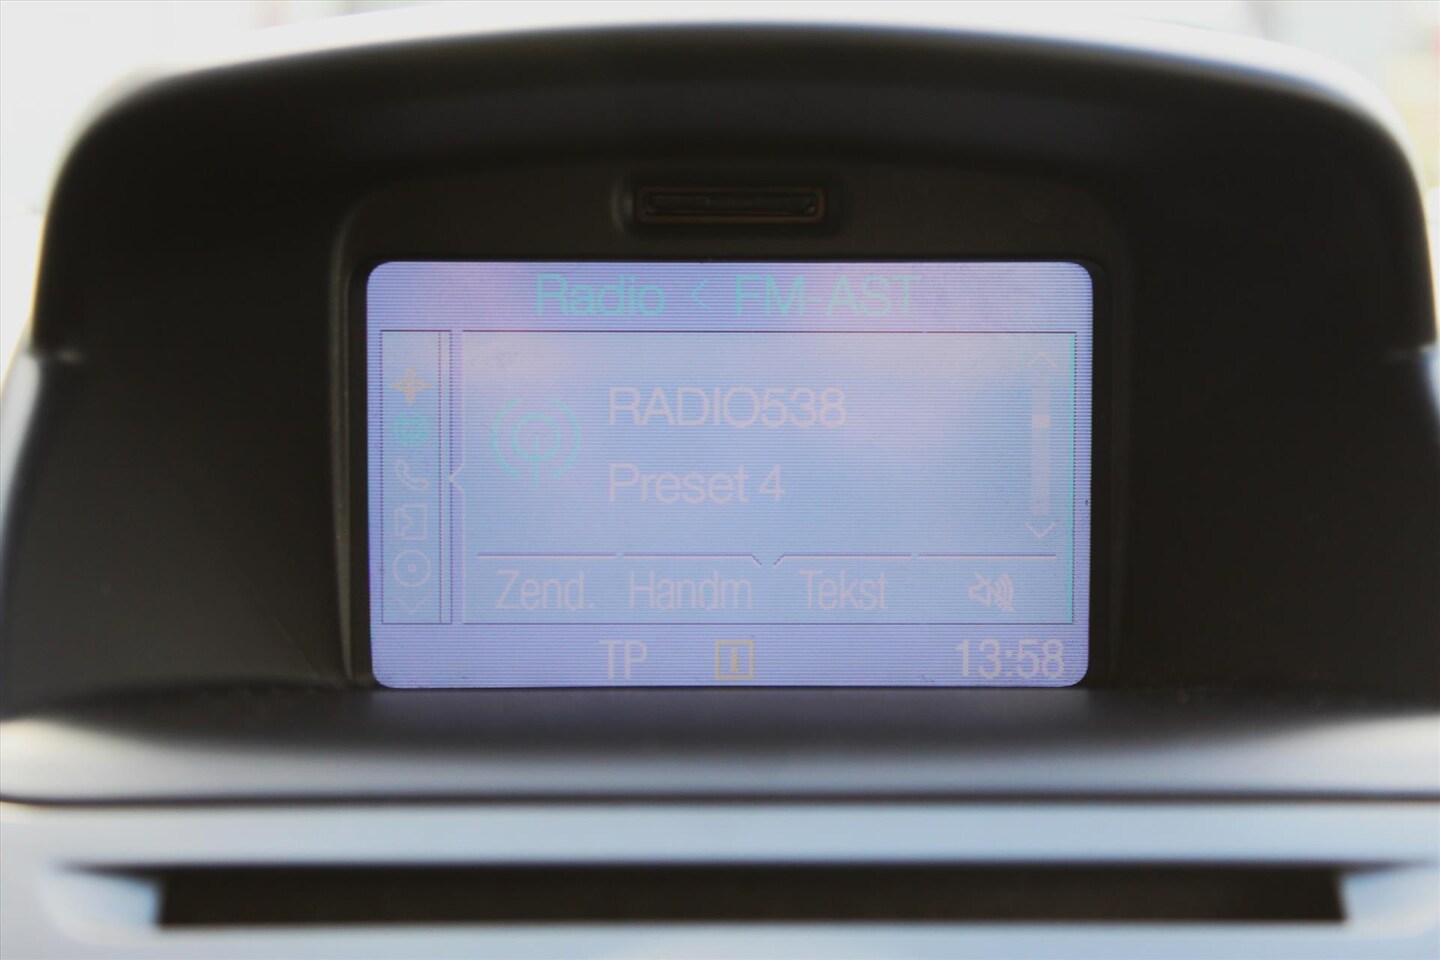 Radio < FM-AST
RADIO538
Preset 4
Zend. Handm Tekst
TP i 13:58